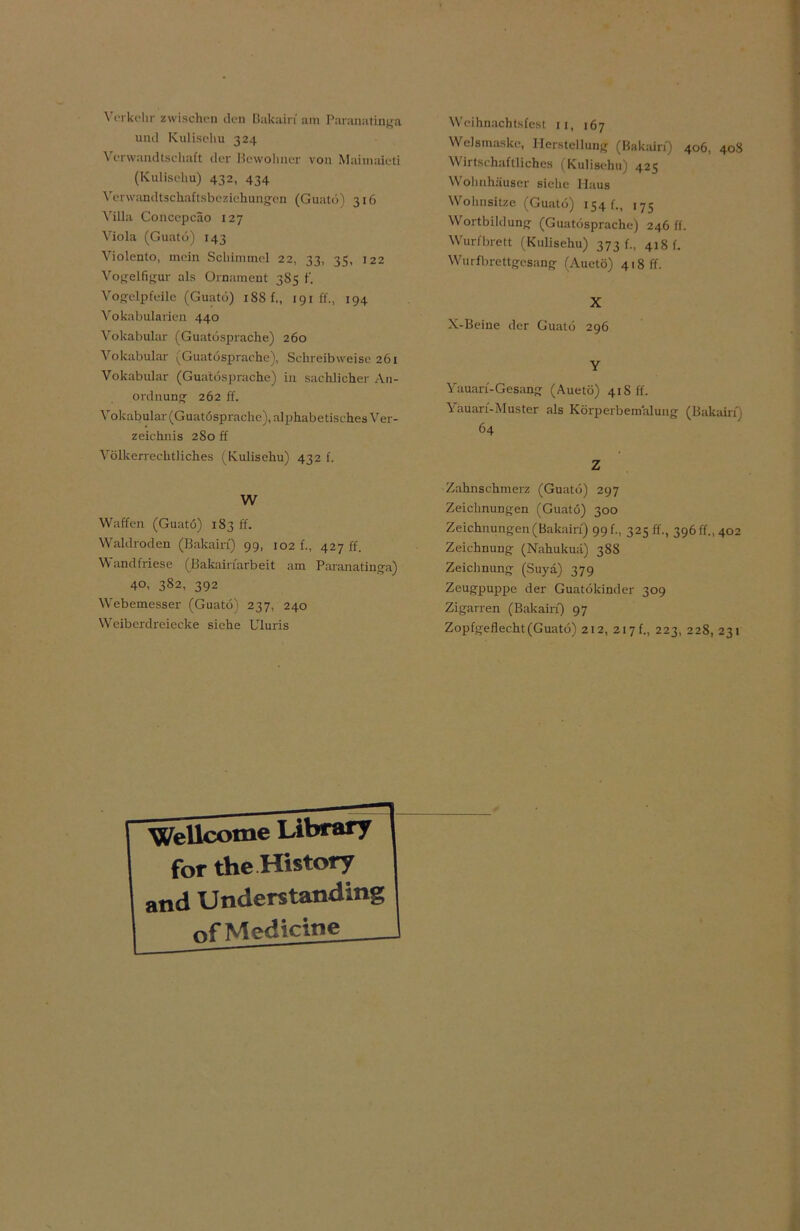 Verkehr zwischen den Bakairí am Paranatinga
und Kulisehu 324
Verwandtschaft der Bewohner von Maimaieti
(Kulisehu) 432, 434
Verwandtschaftsbeziehungen (Guató) 316
Villa Concepcão 127
Viola (Guató) 143
Violento, mein Schimmel 22, 33, 35, 122
Vogelfigur als Ornament 385 f.
Vogelpfeile (Guató) 188 f., 191 ff., 194
Vokabularien 440
Vokabular (Guatósprache) 260
Vokabular (Guatósprache), Schreibweise 261
Vokabular (Guatósprache) in sachlicher An-
ordnung 262 ff.
Vokabular (Guatósprache), alphabetisches Ver-
zeichnis 280 ff
Völkerrechtliches (Kulisehu) 432 f.
W
Waffen (Guató) 183 ff.
Waldroden (Bakairí) 99, 102 f., 427 ff.
Wandfriese (Bakairíarbeit am Paranatinga)
40, 382, 392
Webemesser (Guató) 237, 240
Weiberdreiecke siehe Uluris
Weihnachtsfest 11, 167
Welsmaske, Herstellung (Bakairí) 406, 408
Wirtschaftliches (Kulisehu) 425
Wohnhäuser siehe Haus
Wohnsitze (Guató) 154 f., 175
Wortbildung (Guatósprache) 246 ff.
Wurfbrett (Kulisehu) 373 f., 418 f.
Wurfbrettgesang (Auetö) 418 ff.
X
X-Beine der Guató 296
Y
Yauarí-Gesang (Auetö) 418 ff.
Yauarí-Muster als Körperbemalung (Bakairí)
64
Z
Zahnschmerz (Guató) 297
Zeichnungen (Guató) 300
Zeichnungen (Bakairí) 99 f., 325 ff., 396 ff., 402
Zeichnung (Nahukuá) 388
Zeichnung (Suyá) 379
Zeugpuppe der Guatókinder 309
Zigarren (Bakairí) 97
Zopfgeflecht (Guató) 212, 217 f., 223, 228, 231
Wellcome Library
for the History
and Understanding
of Medicine